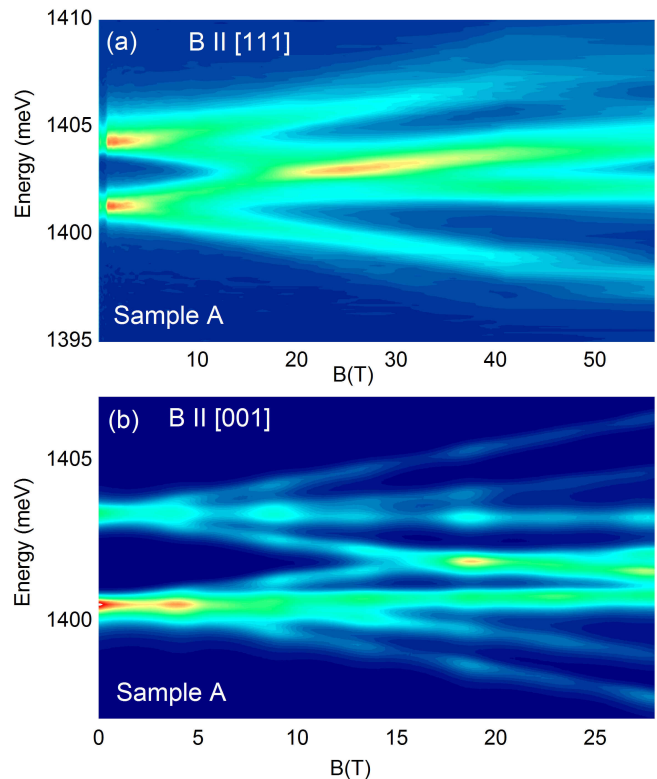 1410
(a) B II [111]
1405
Energy (meV)
1400
Sample A
1395
10 20 30 40 50
B(T)
(b) B II [001]
1405
Energy (meV)
1400
Sample A
0 5 10 15 20 25
B(T)